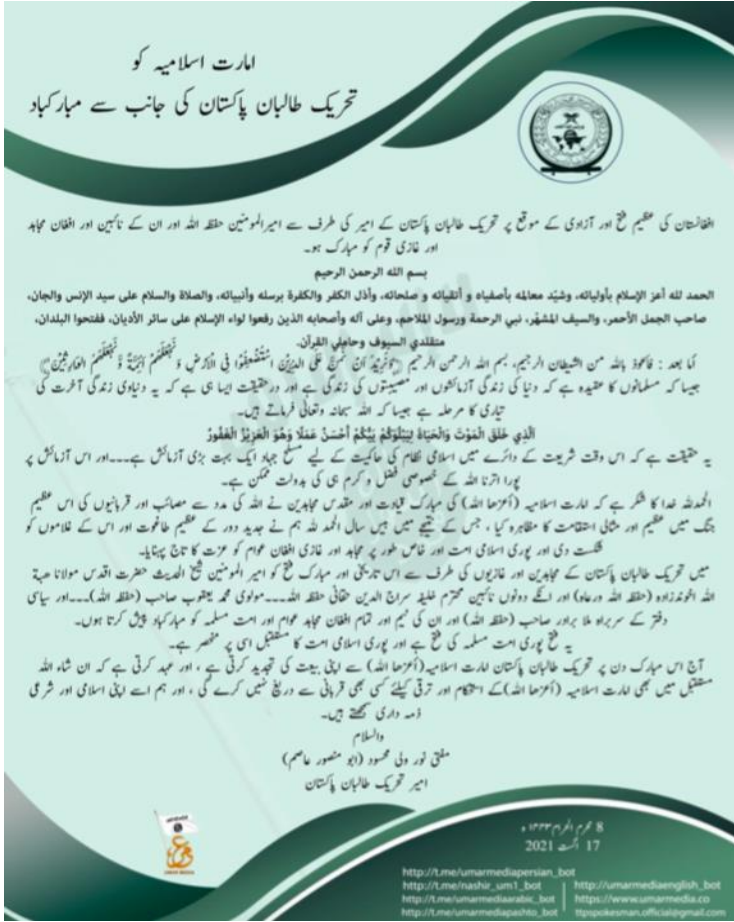 امارت اسلامیہ کو
تحریک طالبان پاکستان کی جانب سے مبارکباد
افغانستان کی عظیم فتح اور آزادی کے موقع پر تحریک طالبان پاکستان کے امیر کی طرف سے امیر المومنین حفظہ اللہ اور ان کے نائبین اور افغان مجاہد
اور غازی قوم کو مبارک ہو۔
بسم الله الرحمن الرحيم
الحمد لله أعز الإسلام بأوليائه، وشيّد معالمه بأصفياه و أتقيائه و صلحائه، وأذل الكفر والكفرة برسله وأنبيائه، والصلاة والسلام على سيد الإنس والجان،
صاحب الجمل الأحمر، والسيف المشهّر، نبي الرحمة ورسول الملاحم، وعلى آله وأصحابه الذين رفعوا لواء الإسلام على سائر الأديان، ففتحوا البلدان،
متقلدي السيوف وحاملي القرآن.
أما بعد : فاعوذ باللہ من الشیطان الرجیم، بسم اللہ الرحمن الرحیم وَنُرِيدُ أَنْ نَمُنَّ عَلَى الَّذِينَ اسْتُضْعِفُوا فِي الْأَرْضِ وَنَجْعَلَهُمْ أَئِمَّةً وَّنَجْعَلَهُمُ الْوَارِثِينَ
جیسا کہ مسلمانوں کا عقیدہ ہے کہ دنیا کی زندگی آزمائشوں اور مصیبتوں کی زندگی ہے اور درحقیقت ایسا ہی ہے کہ یہ دنیاوی زندگی آخرت کی
تیاری کا مرحلہ ہے جیسا کہ اللہ سبحانہ وتعالیٰ فرماتے ہیں۔
الَّذِي خَلَقَ الْمَوْتَ وَالْحَيَاةَ لِيَبْلُوَكُمْ أَيُّكُمْ أَحْسَنُ عَمَلًا وَهُوَ الْعَزِيزُ الْغَفُورُ
یہ حقیقت ہے کہ اس وقت شریعت کے دائرے میں اسلامی نظام کی حاکمیت کے لیے مسلح جہاد ایک بہت بڑی آزمائش ہے۔۔۔اور اس آزمائش پر
پورا اترنا اللہ کے خصوصی فضل و کرم ہی کی بدولت ممکن ہے۔
الحمدللہ خدا کا شکر ہے کہ امارت اسلامیہ (أعزھا اللہ) کی مبارک قیادت اور مقدس مجاہدین نے اللہ کی مدد سے مصائب اور قربانیوں کی اس عظیم
جنگ میں عظیم اور مثالی استقامت کا مظاہرہ کیا ، جس کے نتیجے میں بیس سال الحمد للہ ہم نے جدید دور کے عظیم طاغوت اور اس کے غلاموں کو
شکست دی اور پوری اسلامی امت اور خاص طور پر مجاہد اور غازی افغان عوام کو عزت کا تاج پہنایا۔
میں تحریک طالبان پاکستان کے مجاہدین اور غازیوں کی طرف سے اس تاریخی اور مبارک فتح کو امیر المومنین شیخ الحدیث حضرت اقدس مولانا ھبۃ
اللہ اخوندزادہ (حفظہ اللہ ورعاہ) اور انکے دونوں نائبین محترم خلیفہ سراج الدین حقانی حفظہ اللہ۔۔۔۔مولوی محمد یعقوب صاحب (حفظہ اللہ)۔۔۔اور سیاسی
دفتر کے سربراہ ملا برادر صاحب (حفظہ اللہ) اور ان کی ٹیم اور تمام افغان مجاہد عوام اور امت مسلمہ کو مبارکباد پیش کرتا ہوں۔
یہ فتح پوری امت مسلمہ کی فتح ہے اور پوری اسلامی امت کا مستقبل اسی پر منحصر ہے۔
آج اس مبارک دن پر تحریک طالبان پاکستان امارت اسلامیہ (أعزھا اللہ) سے اپنی بیعت کی تجدید کرتی ہے ، اور عہد کرتی ہے کہ ان شاء اللہ
مستقبل میں بھی امارت اسلامیہ (أعزھا اللہ)کے استحکام اور ترقی کیلئے کسی بھی قربانی سے دریغ نہیں کرے گی ، اور ہم اسے اپنی اسلامی اور شرعی
ذمہ داری سمجھتے ہیں۔
والسلام
مفتی نور ولی محسود (ابو منصور عاصم)
امیر تحریک طالبان پاکستان
8 محرم الحرام ۱۴۴۳ ھ
17 اگست 2021
UMAR MEDIA
http://t.me/umarmediapersian_bot
http://t.me/nashir_um1_bot
http://t.me/umarmediaarabic_bot
http://t.me/umarmediapashto_bot
http://umarmediaenglish_bot
https://www.umarmedia.co
ttpspokesman.official@gmail.com